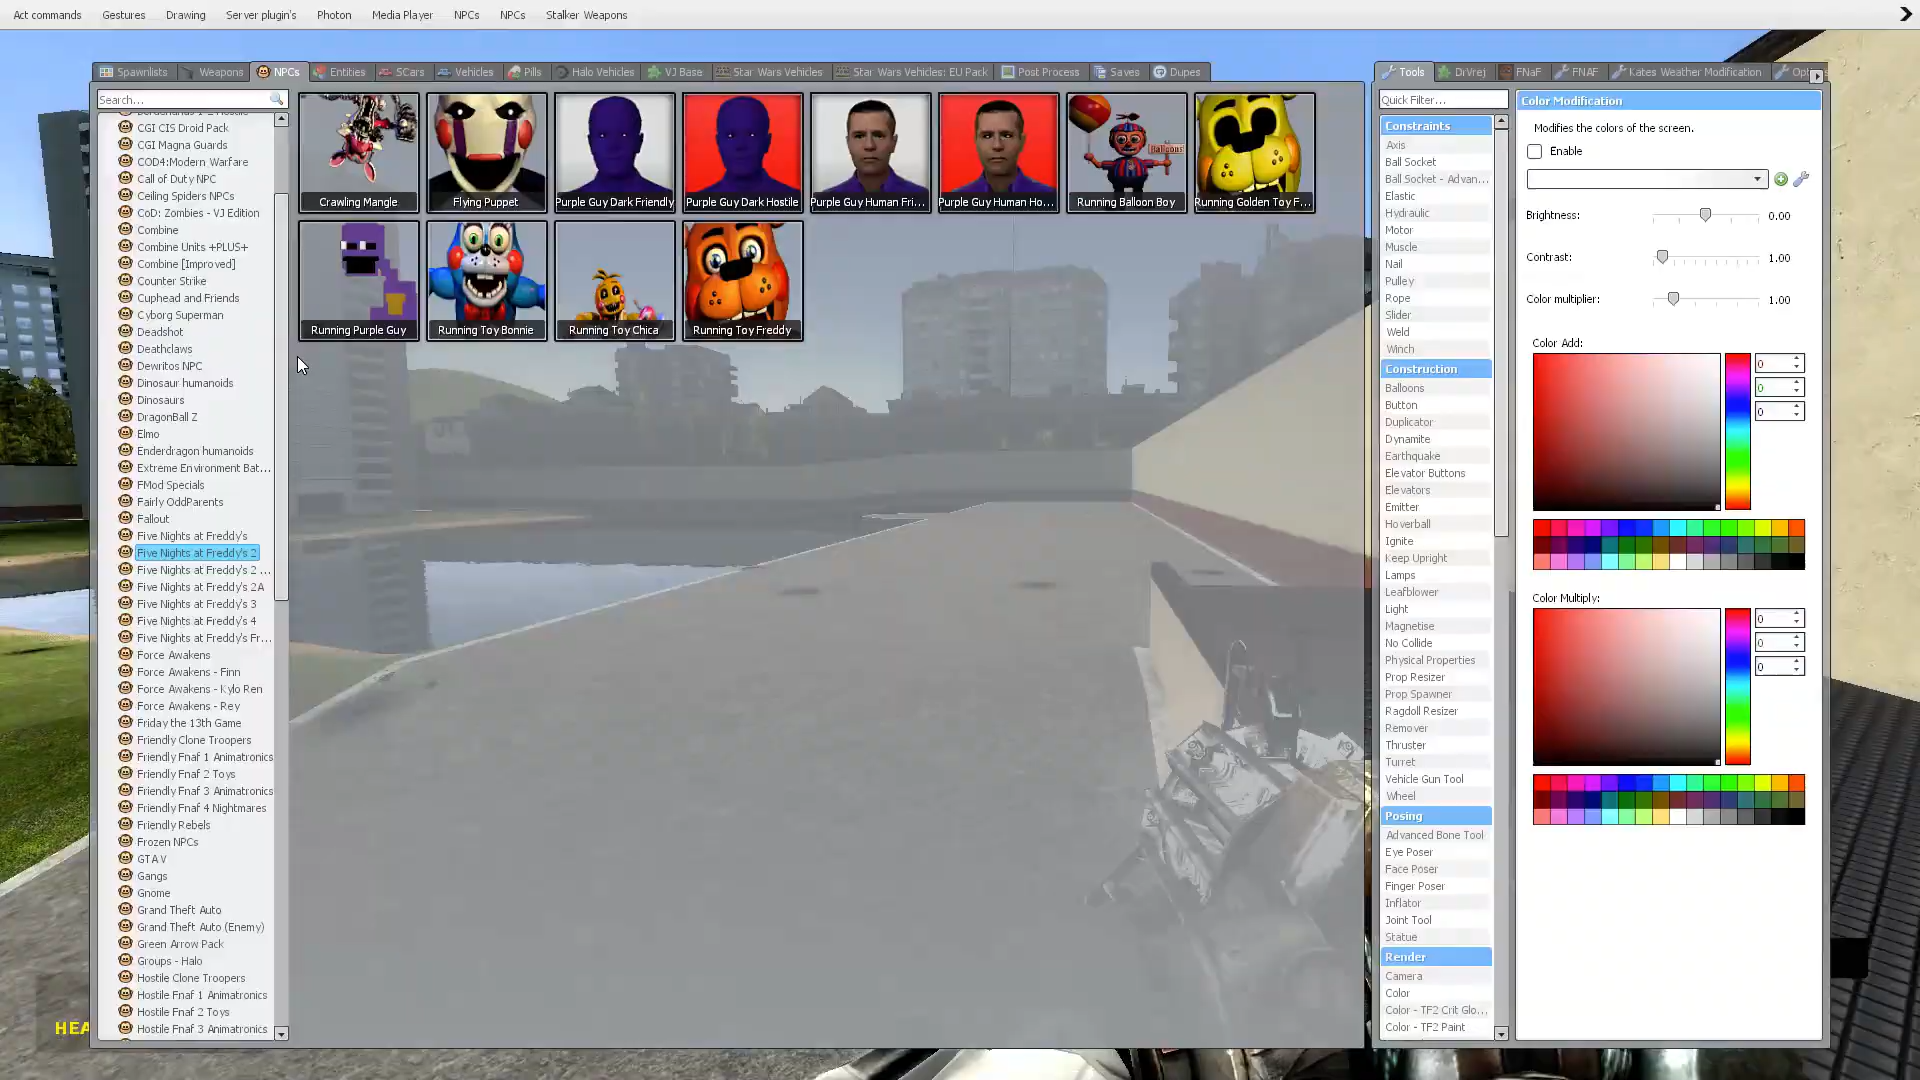 Act commands Gestures Drawing Server plugin's Photon Media Player NPCs NPCs Stalker Weapons
Spawnlists Weapons NPCs Entities SCars Vehicles Pills Halo Vehicles VJ Base Star Wars Vehicles Star Wars Vehicles: EU Pack Post Process Saves Dupes
Search...
CGI CIS Droid Pack
CGI Magna Guards
COD4:Modern_Warfare
Call of Duty NPC
Ceiling Spiders NPCs
CoD: Zombies - VJ Edition
Combine
Combine Units +PLUS+
Combine [Improved]
Counter Strike
Cuphead and Friends
Cyborg Superman
Deadshot
Deathclaws
Dewritos NPC
Dinosaur humanoids
Dinosaurs
DragonBall Z
Elmo
Enderdragon humanoids
Extreme Environment Bat...
FMod Specials
Fairly OddParents
Fallout
Five Nights at Freddy's
Five Nights at Freddy's 2
Five Nights at Freddy's 2 ...
Five Nights at Freddy's 2A
Five Nights at Freddy's 3
Five Nights at Freddy's 4
Five Nights at Freddy's Fr...
Force Awakens
Force Awakens - Finn
Force Awakens - Kylo Ren
Force Awakens - Rey
Friday the 13th Game
Friendly Clone Troopers
Friendly Fnaf 1 Animatronics
Friendly Fnaf 2 Toys
Friendly Fnaf 3 Animatronics
Friendly Fnaf 4 Nightmares
Friendly Rebels
Frozen NPCs
GTA V
Gangs
Gnome
Grand Theft Auto
Grand Theft Auto (Enemy)
Green Arrow Pack
Groups - Halo
Hostile Clone Troopers
Hostile Fnaf 1 Animatronics
Hostile Fnaf 2 Toys
Hostile Fnaf 3 Animatronics
HEA
Crawling Mangle Flying Puppet Purple Guy Dark Friendly Purple Guy Dark Hostile Purple Guy Human Fri... Purple Guy Human Ho... Running Balloon Boy Running Golden Toy F...
Balloons
Running Purple Guy Running Toy Bonnie Running Toy Chica Running Toy Freddy
Tools DrVrej FNaF FNAF Kates Weather Modification
Quick Filter...
Constraints
Axis
Ball Socket
Ball Socket - Advan...
Elastic
Hydraulic
Motor
Muscle
Nail
Pulley
Rope
Slider
Weld
Winch
Construction
Balloons
Button
Duplicator
Dynamite
Earthquake
Elevator Buttons
Elevators
Emitter
Hoverball
Ignite
Keep Upright
Lamps
Leafblower
Light
Magnetise
No Collide
Physical Properties
Prop Resizer
Prop Spawner
Ragdoll Resizer
Remover
Thruster
Turret
Vehicle Gun Tool
Wheel
Posing
Advanced Bone Tool
Eye Poser
Face Poser
Finger Poser
Inflator
Joint Tool
Statue
Render
Camera
Color
Color - TF2 Crit Glo...
Color - TF2 Paint
Color Modification
Modifies the colors of the screen.
Enable
Brightness: 0.00
Contrast: 1.00
Color multiplier: 1.00
Color Add:
0
0
0
Color Multiply:
0
0
0